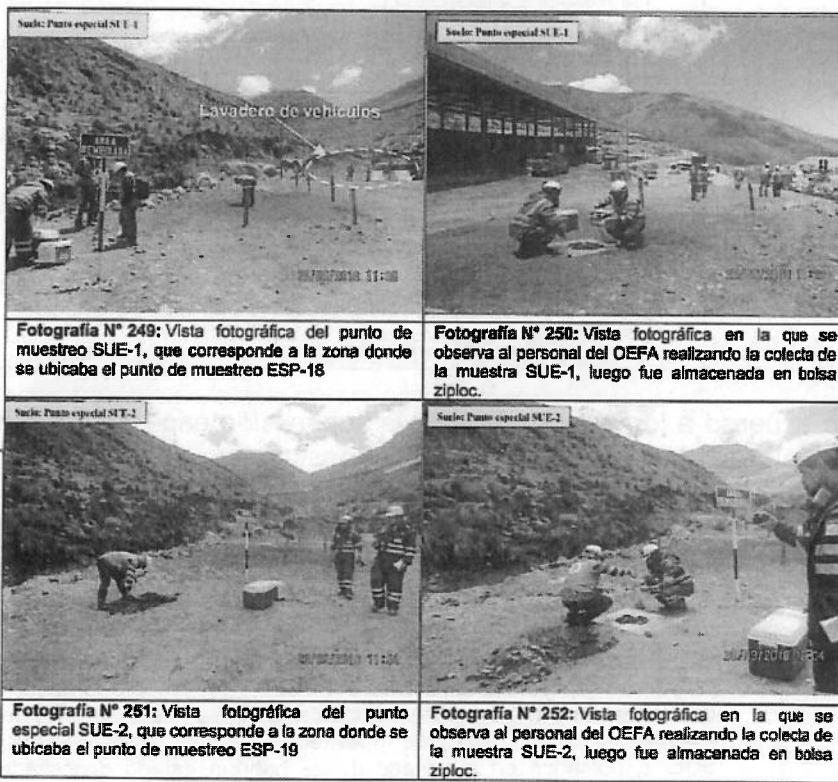 Suelo: Punto especial SUE-1
Lavadero de vehículos
AREA
Fotografía N° 249: Vista fotográfica del punto de
muestreo SUE-1, que corresponde a la zona donde
se ubicaba el punto de muestreo ESP-18
Suelo: Punto especial SUE-1
Fotografía N° 250: Vista fotográfica en la que se
observa al personal del OEFA realizando la colecta de
la muestra SUE-1, luego fue almacenada en bolsa
ziploc.
Suelo: Punto especial SUE-2
Fotografía N° 251: Vista fotográfica del punto
especial SUE-2, que corresponde a la zona donde se
ubicaba el punto de muestreo ESP-19
Suelo: Punto especial SUE-2
Fotografía N° 252: Vista fotográfica en la que se
observa al personal del OEFA realizando la colecta de
la muestra SUE-2, luego fue almacenada en bolsa
ziploc.